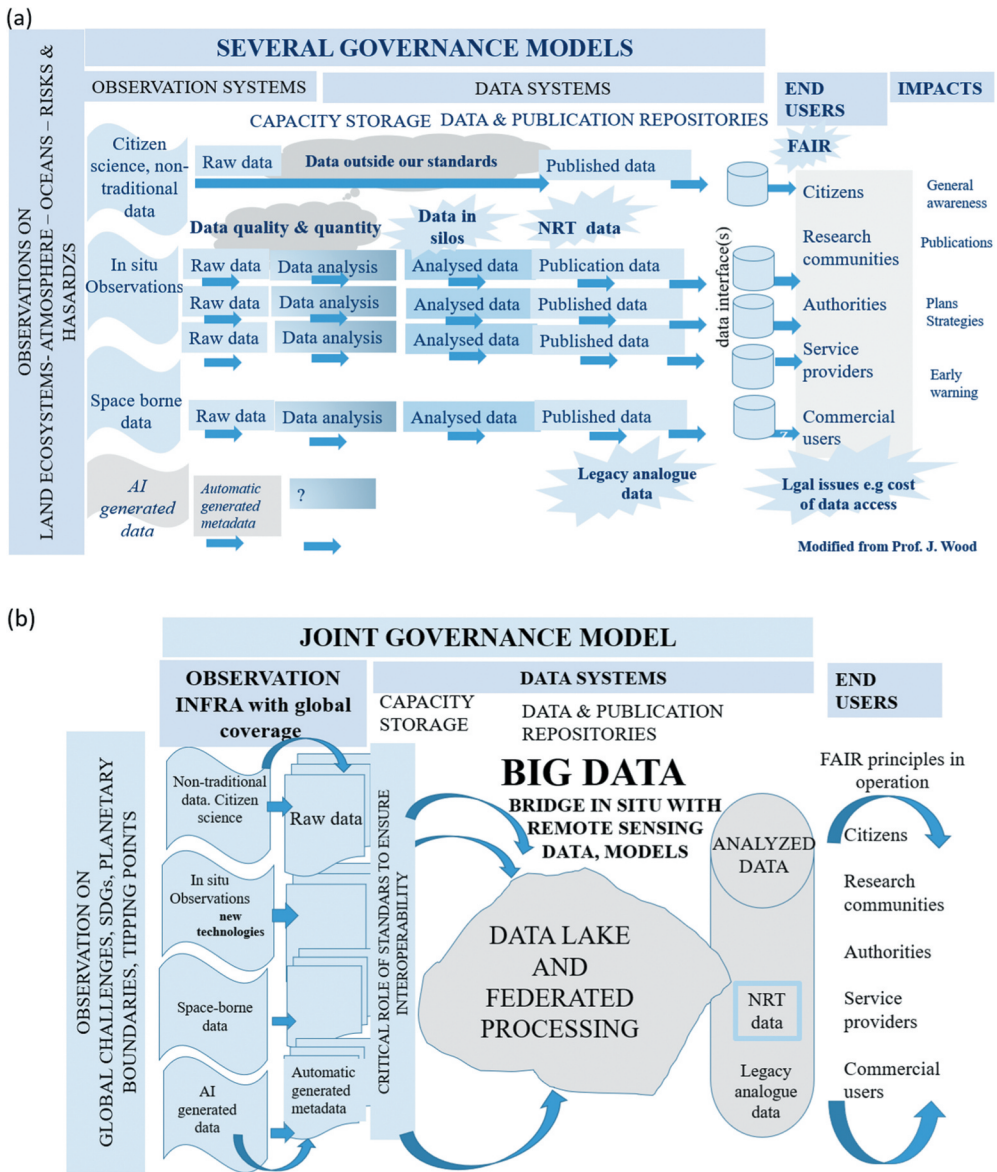 (a)
SEVERAL GOVERNANCE MODELS
OBSERVATION SYSTEMS
DATA SYSTEMS
END
USERS
IMPACTS
CAPACITY STORAGE
DATA & PUBLICATION REPOSITORIES
OBSERVATIONS ON
LAND ECOSYSTEMS- ATMOSPHERE – OCEANS – RISKS &
HASARDZS
Citizen
science, non-
traditional
data
Raw data
Data outside our standards
Published data
FAIR
Data quality & quantity
Data in
silos
NRT data
In situ
Observations
Raw data
Data analysis
Analysed data
Publication data
Raw data
Data analysis
Analysed data
Published data
Raw data
Data analysis
Analysed data
Published data
Space borne
data
Raw data
Data analysis
Analysed data
Published data
AI
generated
data
Automatic
generated
metadata
?
Legacy analogue
data
data interface(s)
Citizens
Research
communities
Authorities
Service
providers
Commercial
users
General
awareness
Publications
Plans
Strategies
Early
warning
Lgal issues e.g cost
of data access
Modified from Prof. J. Wood
(b)
JOINT GOVERNANCE MODEL
OBSERVATION
INFRA with global
coverage
DATA SYSTEMS
END
USERS
CAPACITY
STORAGE
DATA & PUBLICATION
REPOSITORIES
OBSERVATION ON
GLOBAL CHALLENGES, SDGs, PLANETARY
BOUNDARIES, TIPPING POINTS
Non-traditional
data. Citizen
science
Raw data
In situ
Observations
new
technologies
Space-borne
data
AI
generated
data
Automatic
generated
metadata
CRITICAL ROLE OF STANDARS TO ENSURE
INTEROPERABILITY
BIG DATA
BRIDGE IN SITU WITH
REMOTE SENSING
DATA, MODELS
DATA LAKE
AND
FEDERATED
PROCESSING
ANALYZED
DATA
NRT
data
Legacy
analogue
data
FAIR principles in
operation
Citizens
Research
communities
Authorities
Service
providers
Commercial
users